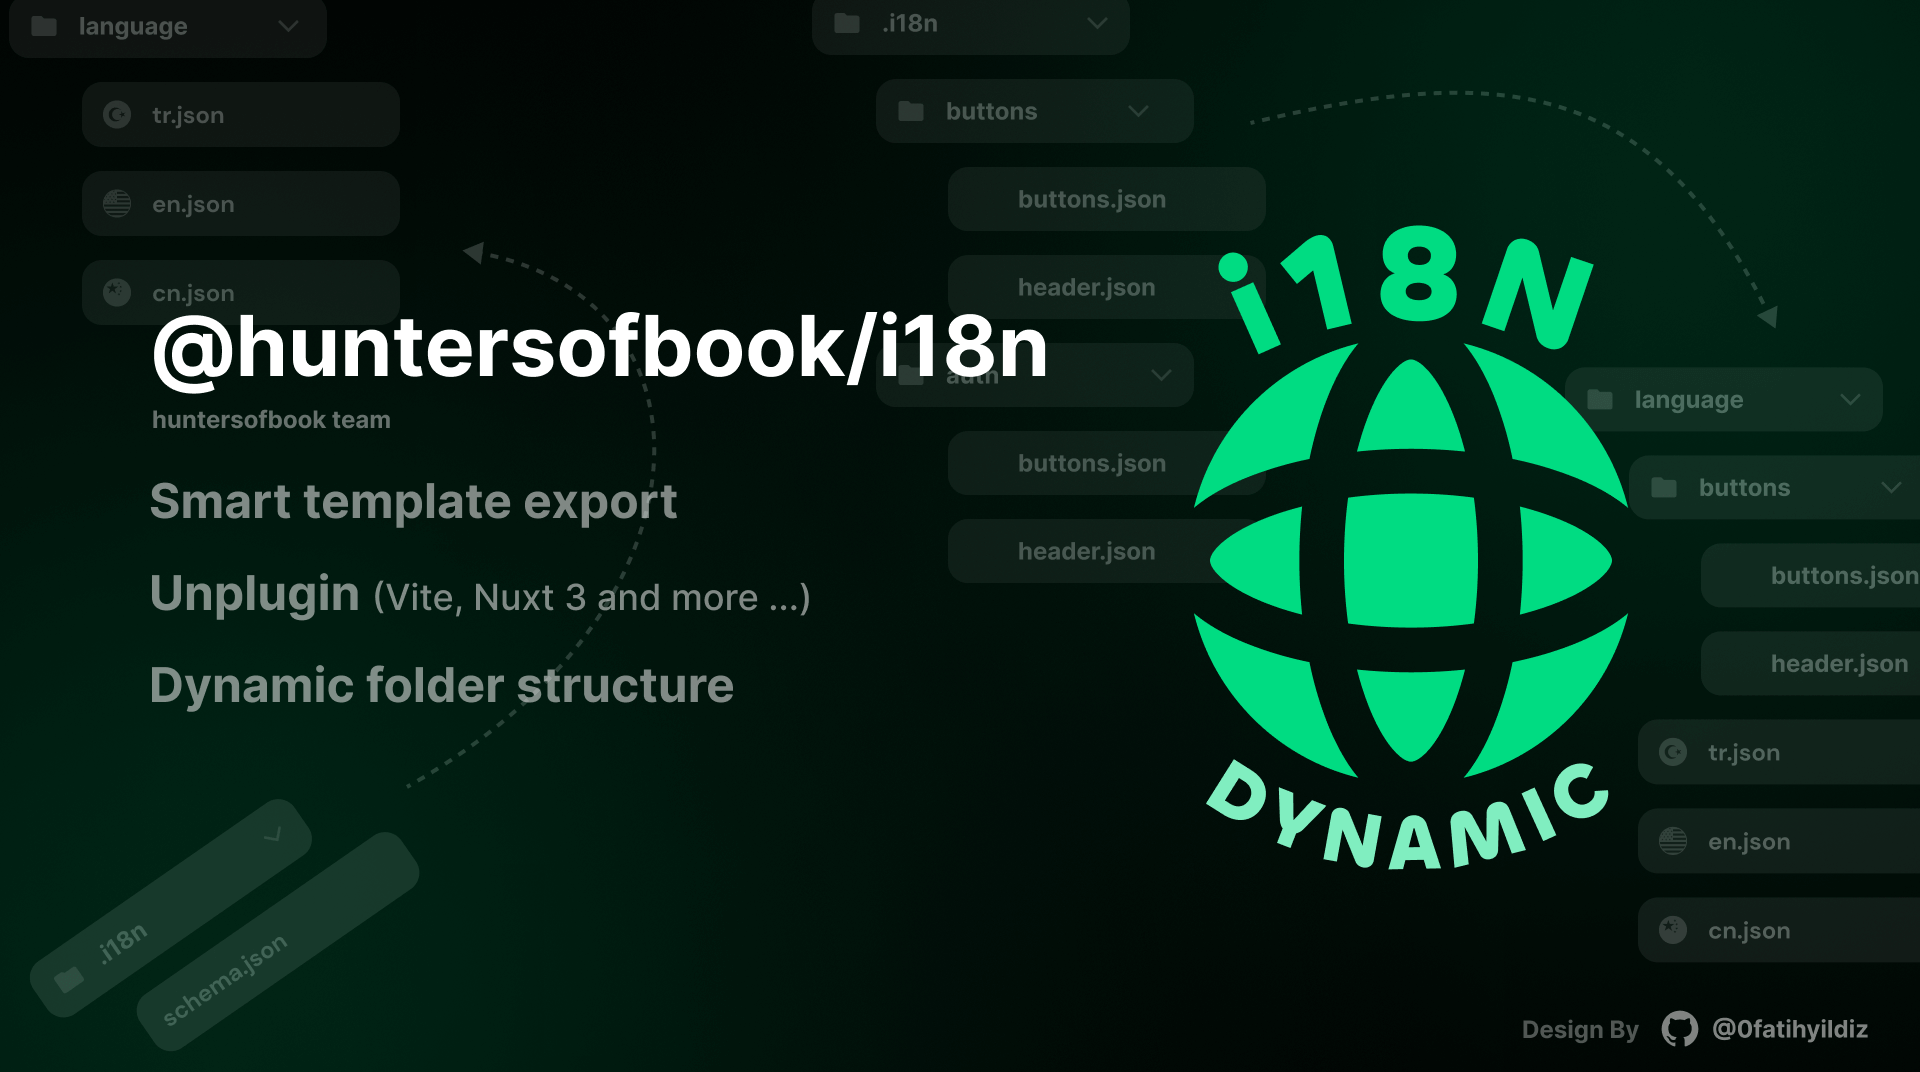 language
tr.json
en.json
cn.json
.i18n
buttons
buttons.json
header.json
auth
buttons.json
header.json
@huntersofbook/i18n
huntersofbook team
Smart template export
Unplugin (Vite, Nuxt 3 and more ...)
Dynamic folder structure
.i18n
schema.json
i18N
DYNAMIC
language
buttons
buttons.json
header.json
tr.json
en.json
cn.json
Design By @0fatihyildiz